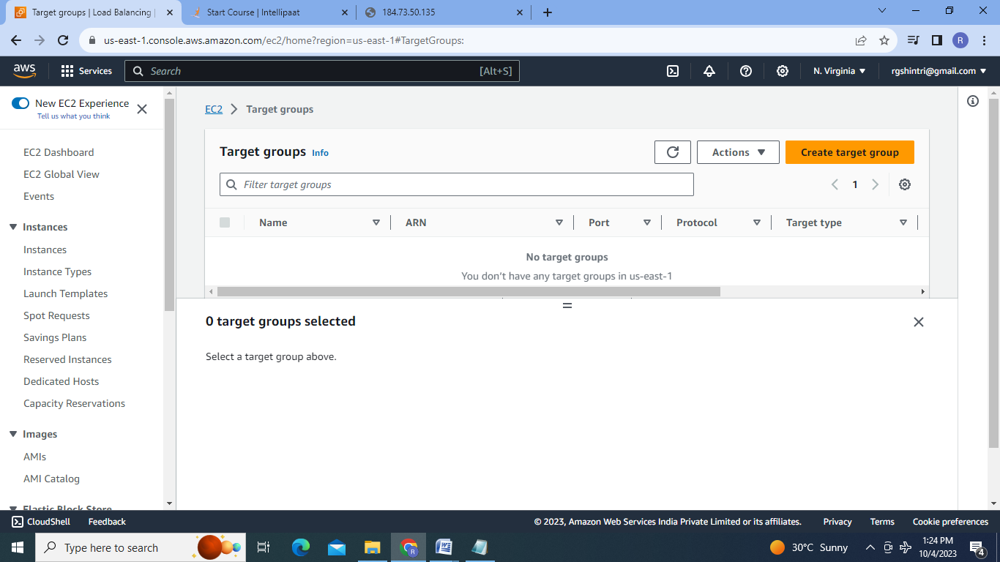 Target groups | Load Balancing |
Start Course | Intellipaat
184.73.50.135
us-east-1.console.aws.amazon.com/ec2/home?region=us-east-1#TargetGroups:
R
aws
Services
Search
[Alt+S]
N. Virginia
rgshintri@gmail.com
New EC2 Experience
Tell us what you think
EC2 Dashboard
EC2 Global View
Events
Instances
Instances
Instance Types
Launch Templates
Spot Requests
Savings Plans
Reserved Instances
Dedicated Hosts
Capacity Reservations
Images
AMIs
AMI Catalog
Elastic Block Store
EC2 > Target groups
Target groups Info
Actions
Create target group
Filter target groups
1
Name ARN Port Protocol Target type
No target groups
You don’t have any target groups in us-east-1
0 target groups selected
Select a target group above.
CloudShell Feedback
© 2023, Amazon Web Services India Private Limited or its affiliates. Privacy Terms Cookie preferences
Type here to search
30°C Sunny
1:24 PM
10/4/2023
4